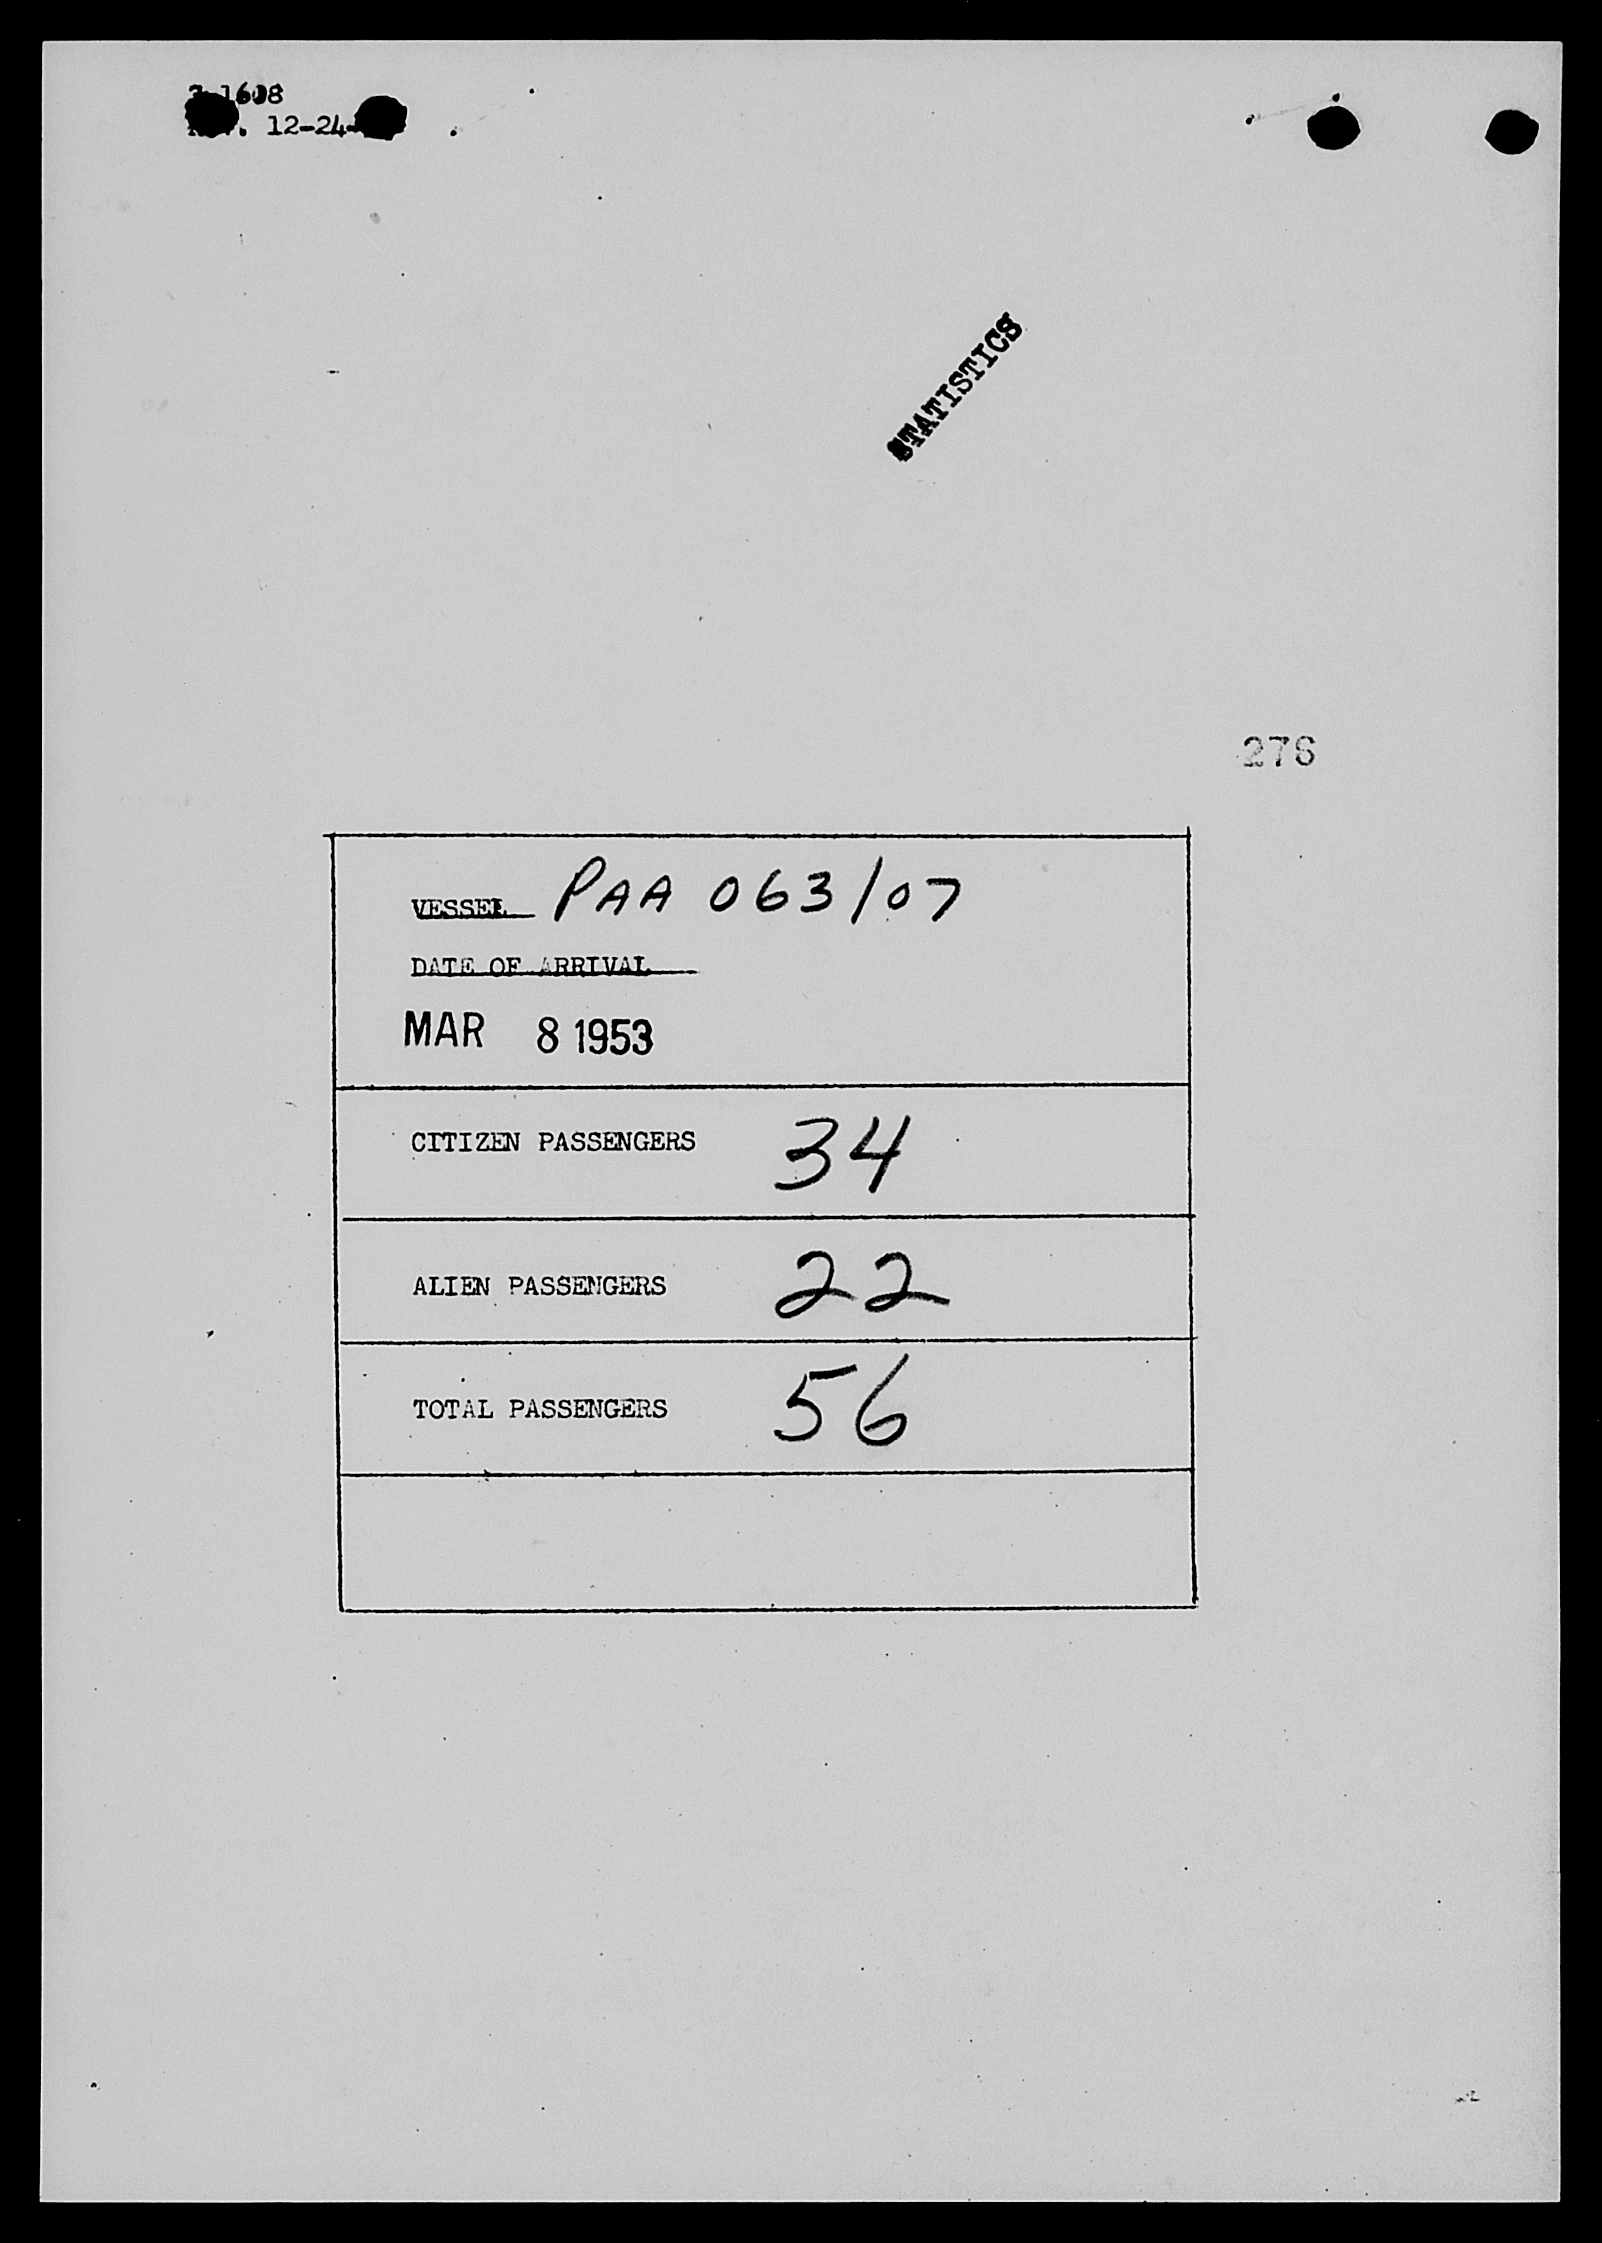 1608
12-24-
STATISTICS
276
VESSEL PAA 063/07
DATE OF ARRIVAL
MAR 8 1953
CITIZEN PASSENGERS 34
ALIEN PASSENGERS 22
TOTAL PASSENGERS 56